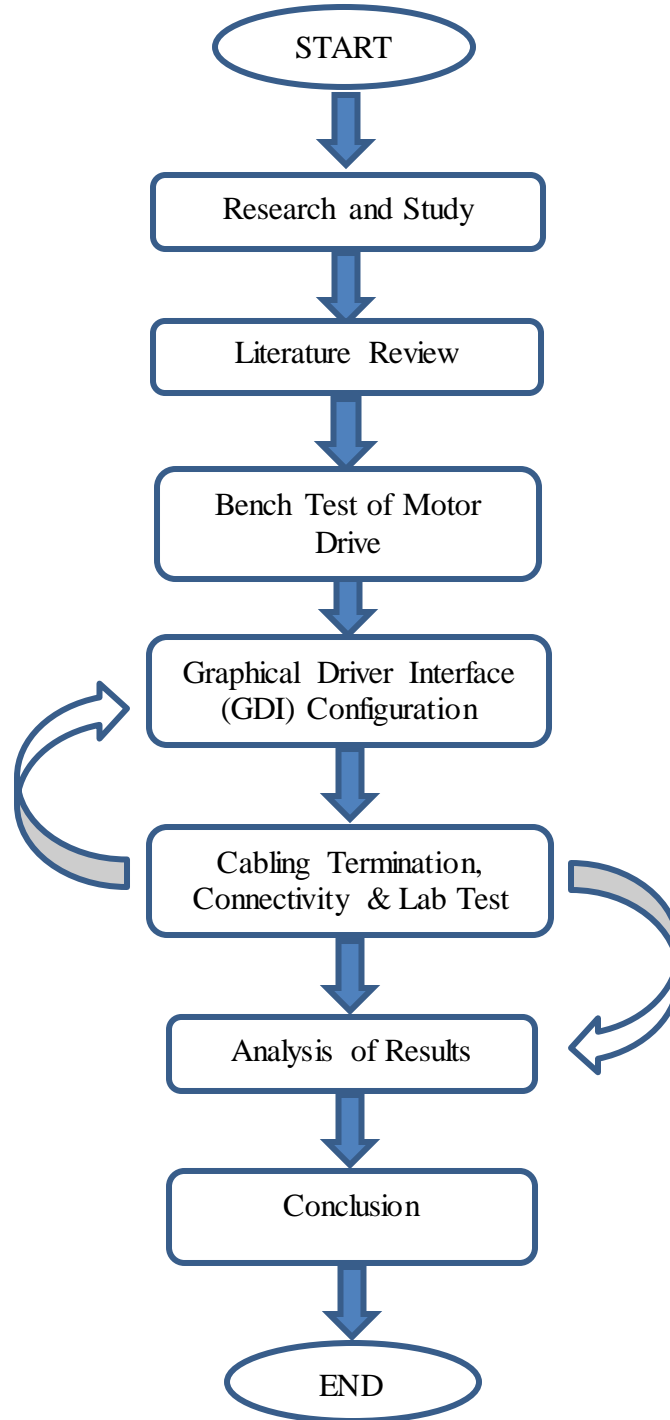 START
Research and Study
Literature Review
Bench Test of Motor
Drive
Graphical Driver Interface
(GDI) Configuration
Cabling Termination,
Connectivity & Lab Test
Analysis of Results
Conclusion
END